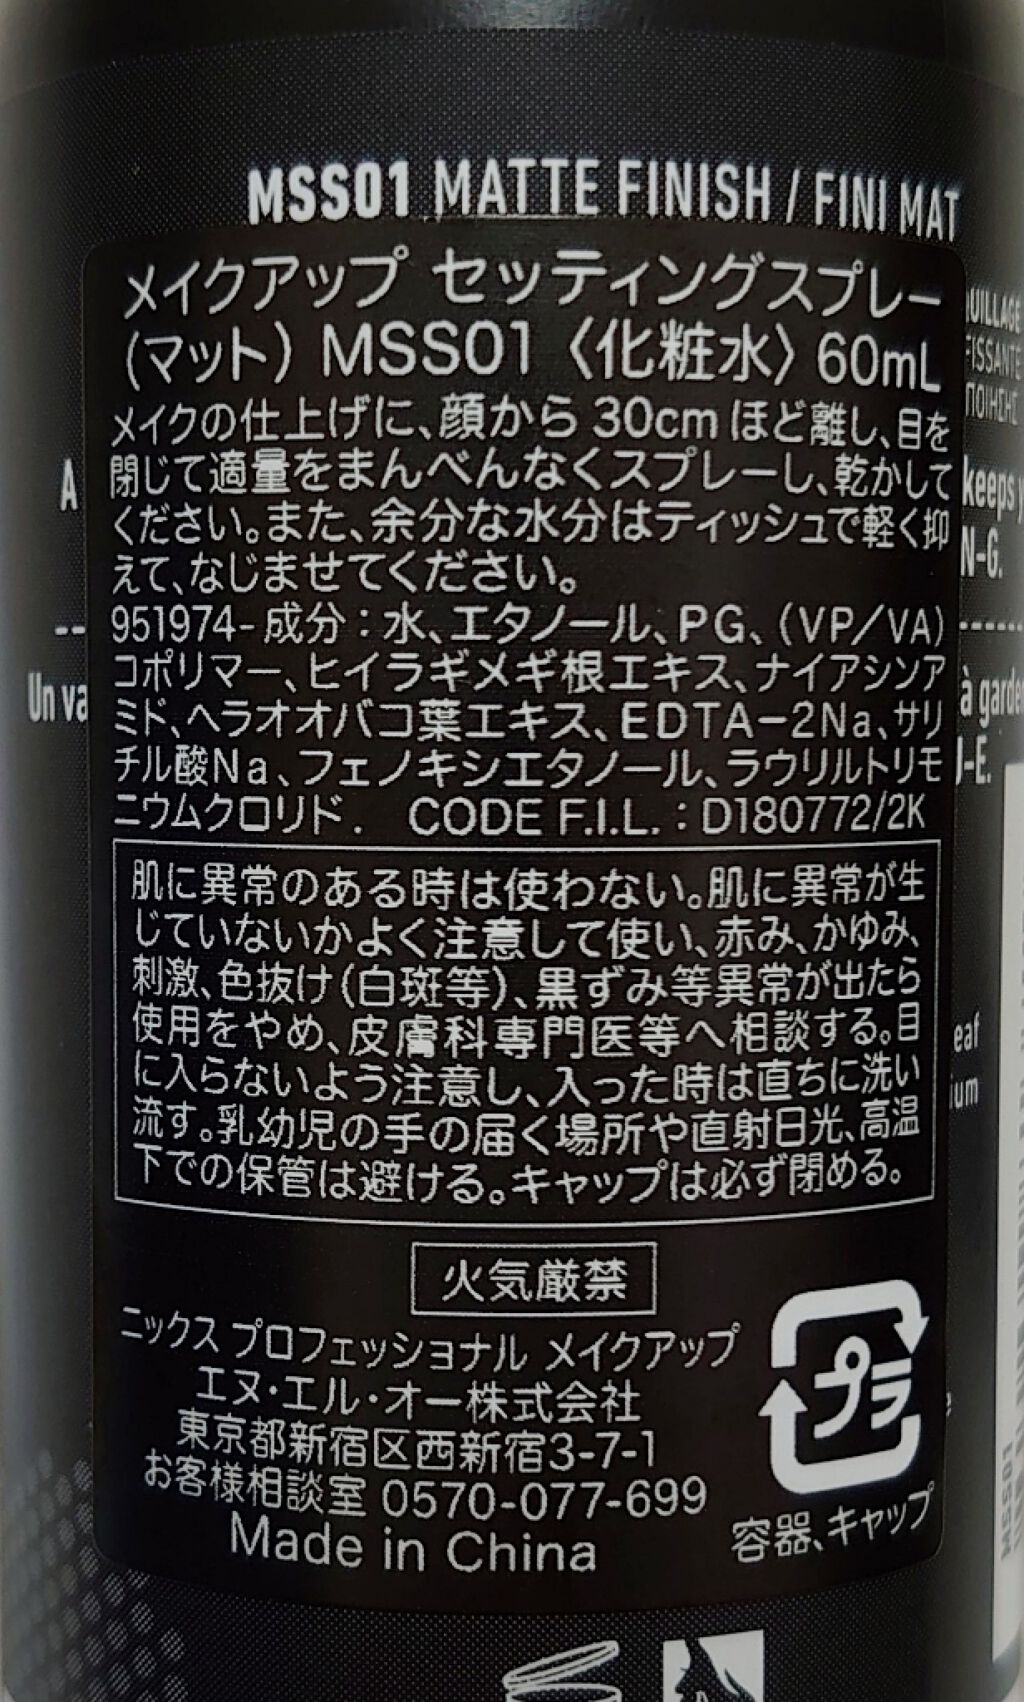 MSS01 MATTE FINISH / FINI MAT
メイクアップ セッティングスプレー
(マット) MSS01 〈化粧水〉 60mL
メイクの仕上げに、顔から 30cm ほど離し、目を
閉じて適量をまんべんなくスプレーし、乾かして
ください。また、余分な水分はティッシュで軽く抑
えて、なじませてください。
951974- 成分：水、エタノール、PG、(VP/VA)
コポリマー、ヒイラギメギ根エキス、ナイアシンア
ミド、ヘラオオバコ葉エキス、EDTA－2Na、サリ
チル酸Na、フェノキシエタノール、ラウリルトリモ
ニウムクロリド． CODE F.I.L.：D180772/2K
肌に異常のある時は使わない。肌に異常が生
じていないかよく注意して使い、赤み、かゆみ、
刺激、色抜け(白斑等)、黒ずみ等異常が出たら
使用をやめ、皮膚科専門医等へ相談する。目
に入らないよう注意し、入った時は直ちに洗い
流す。乳幼児の手の届く場所や直射日光、高温
下での保管は避ける。キャップは必ず閉める。
火気厳禁
ニックス プロフェッショナル メイクアップ
エヌ・エル・オー株式会社
東京都新宿区西新宿3-7-1
お客様相談室 0570-077-699
Made in China
プラ
容器、キャップ
A
Un va
keeps y
N-G.
à garde
J-E.
eaf
ium
MSS01